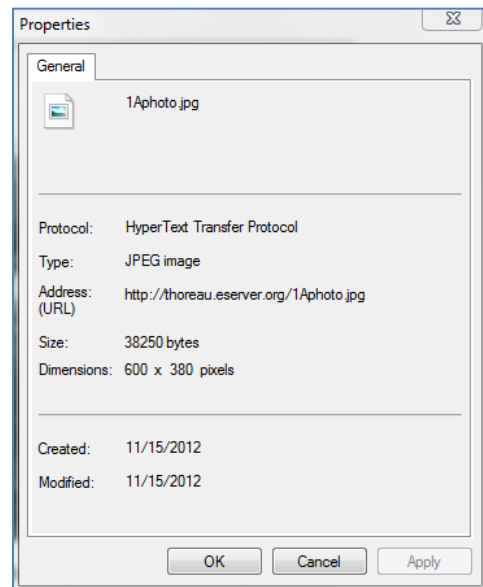 Properties
General
1Aphoto.jpg
Protocol: HyperText Transfer Protocol
Type: JPEG image
Address: (URL) http://thoreau.eserver.org/1Aphoto.jpg
Size: 38250 bytes
Dimensions: 600 x 380 pixels
Created: 11/15/2012
Modified: 11/15/2012
OK Cancel Apply